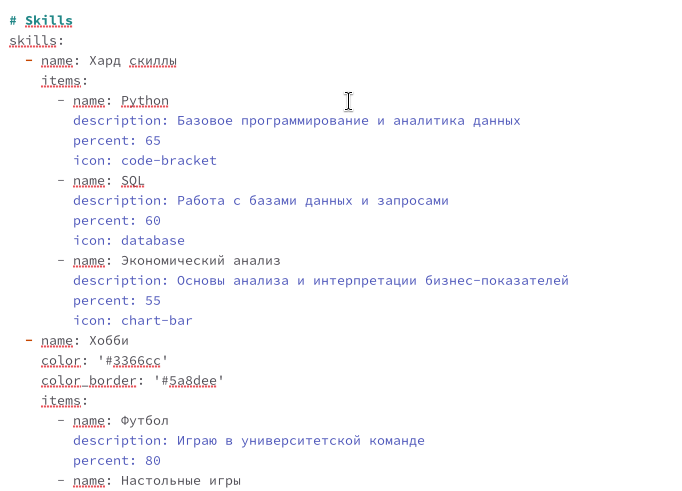 # Skills
skills:
  - name: Хард скиллы
    items:
      - name: Python
        description: Базовое программирование и аналитика данных
        percent: 65
        icon: code-bracket
      - name: SQL
        description: Работа с базами данных и запросами
        percent: 60
        icon: database
      - name: Экономический анализ
        description: Основы анализа и интерпретации бизнес-показателей
        percent: 55
        icon: chart-bar
  - name: Хобби
    color: '#3366cc'
    color_border: '#5a8dee'
    items:
      - name: Футбол
        description: Играю в университетской команде
        percent: 80
      - name: Настольные игры